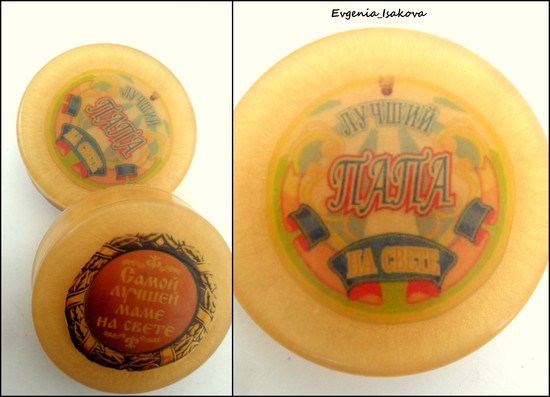 Evgenia_Isakova
ЛУЧШИЙ
ПАПА
НА СВЕТЕ
Самой
лучшей
маме
на свете
ЛУЧШИЙ
ПАПА
НА СВЕТЕ